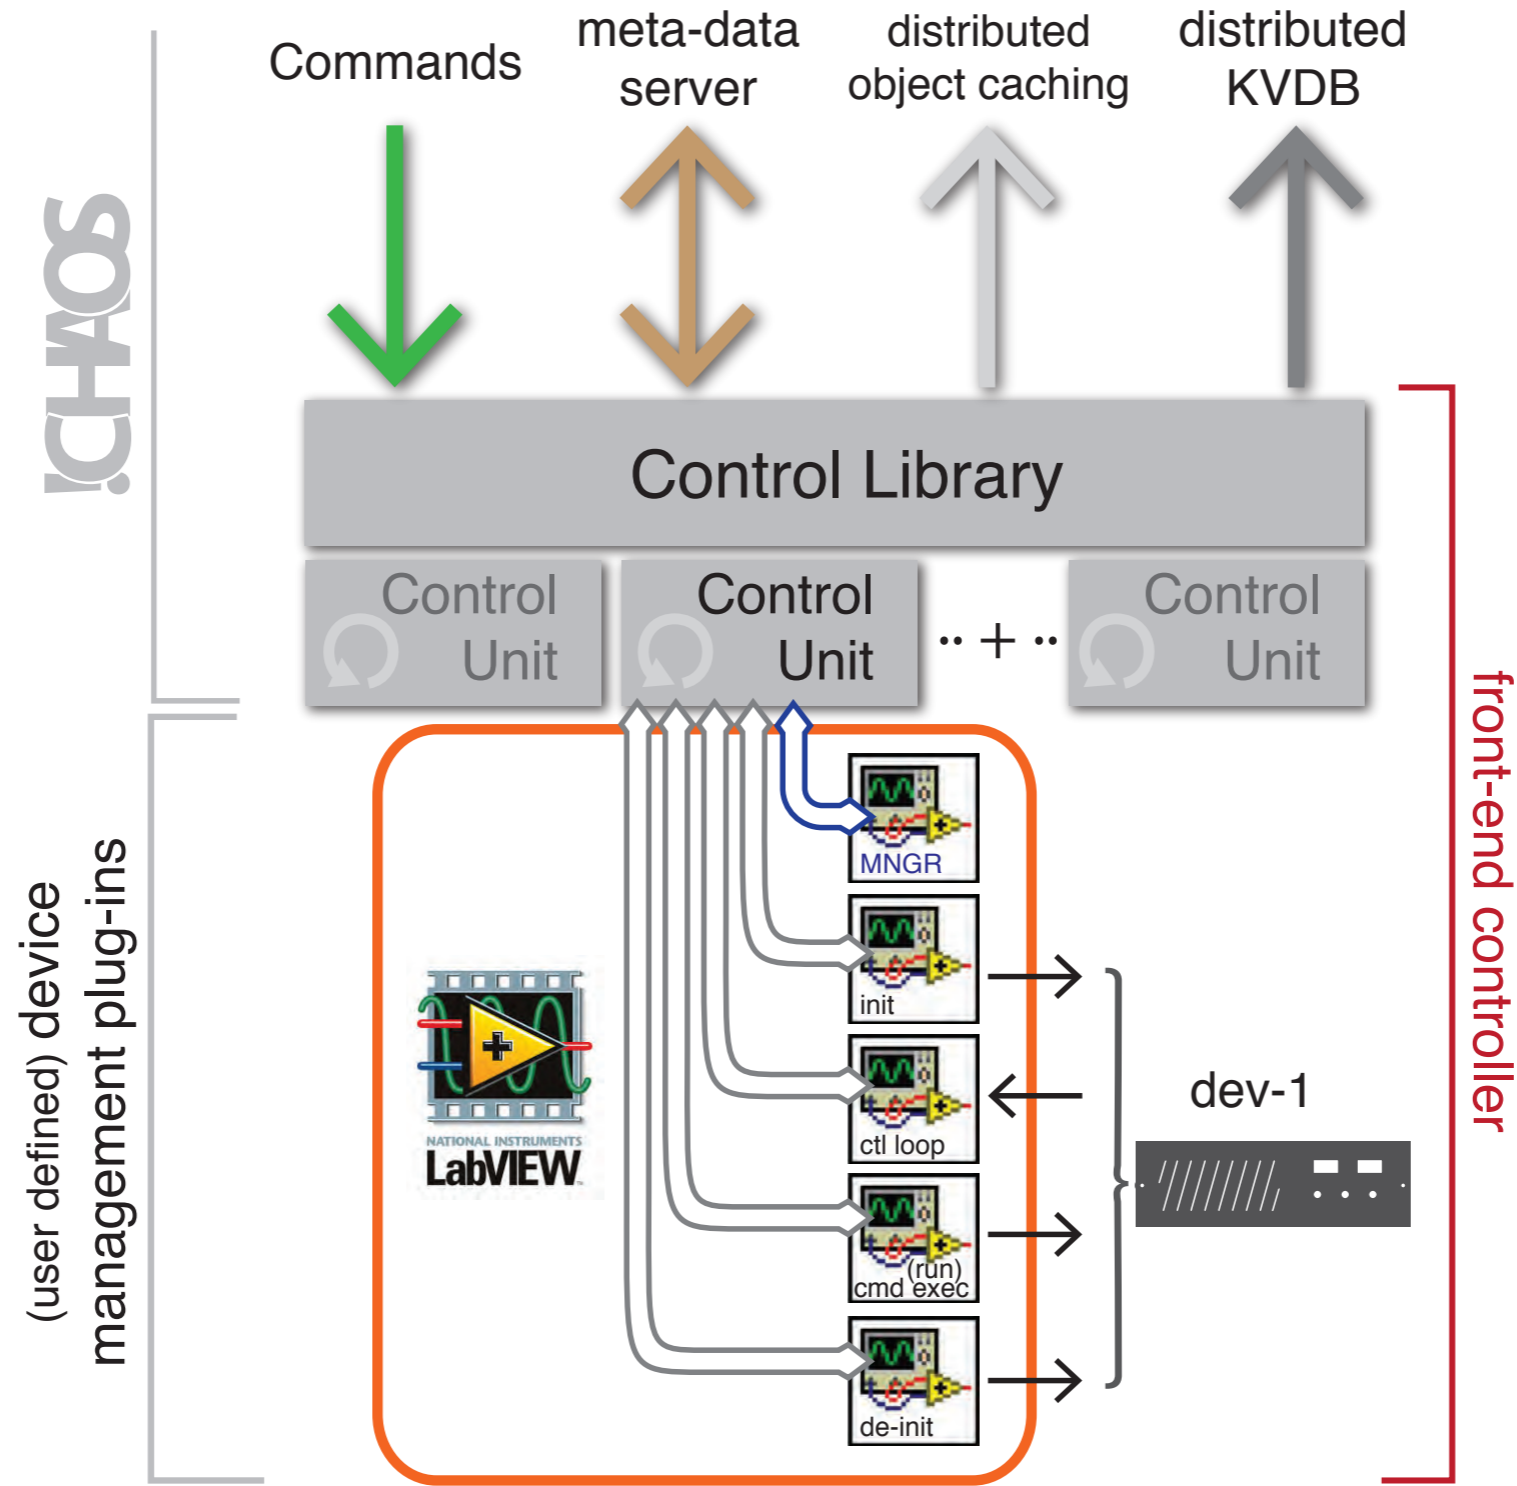 Commands
meta-data
server
distributed
object caching
distributed
KVDB
!CHAOS
Control Library
Control
Unit
Control
Unit
·· + ··
Control
Unit
front-end controller
(user defined) device
management plug-ins
MNGR
init
ctl loop
(run)
cmd exec
de-init
NATIONAL INSTRUMENTS
LabVIEW
dev-1